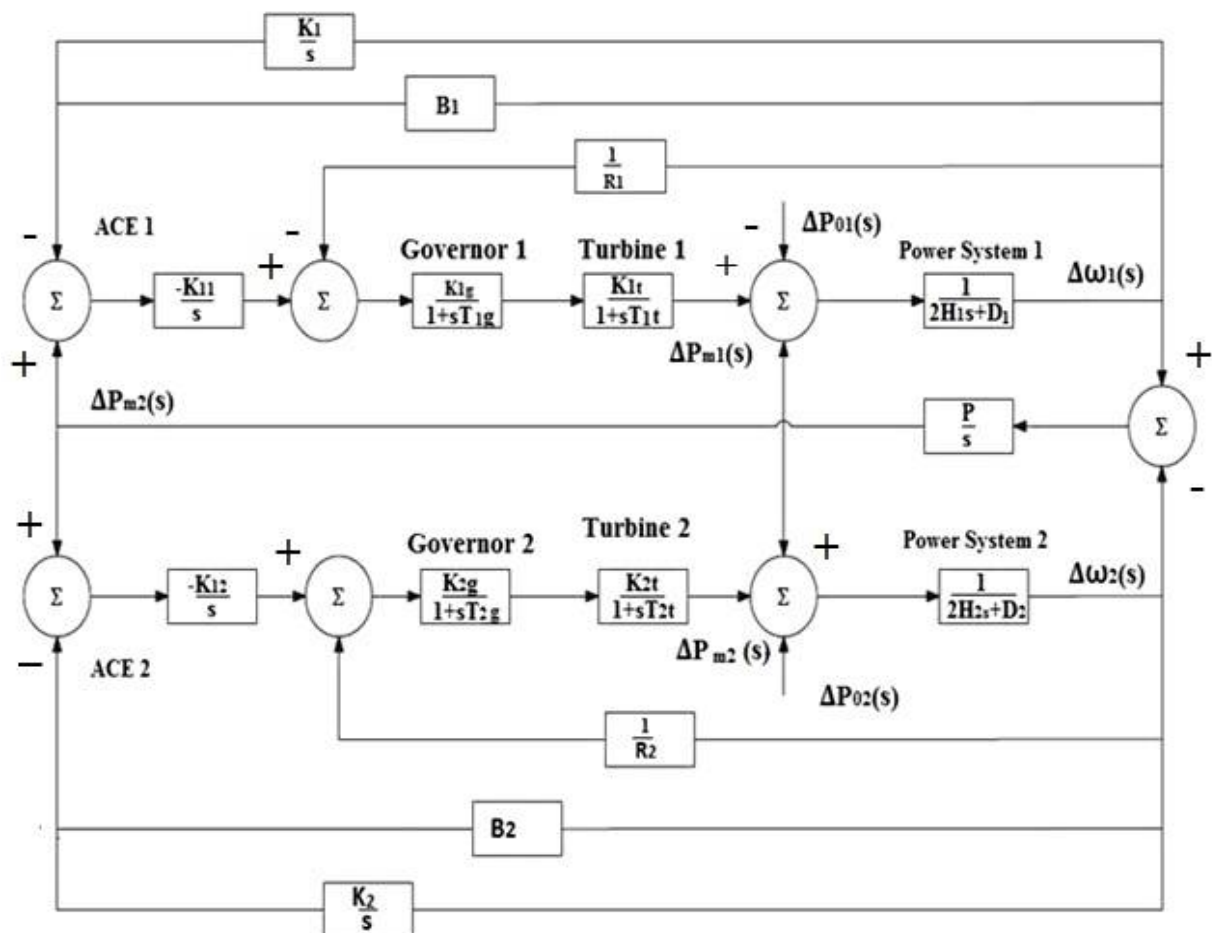 K1
s
B1
1
R1
-
ACE 1
-
-
ΔP01(s)
+
Governor 1
Turbine 1
+
Power System 1
Δω1(s)
Σ
-K11
s
Σ
K1g
1+sT1g
K1t
1+sT1t
Σ
1
2H1s+D1
+
ΔPm1(s)
+
ΔPm2(s)
P
s
Σ
-
+
+
Governor 2
Turbine 2
+
Power System 2
Δω2(s)
Σ
-K12
s
Σ
K2g
1+sT2g
K2t
1+sT2t
Σ
1
2H2s+D2
-
ACE 2
ΔPm2 (s)
ΔP02(s)
1
R2
B2
K2
s